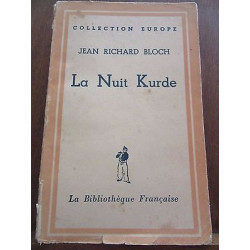 COLLECTION EUROPE
JEAN RICHARD BLOCH
La Nuit Kurde
La Bibliothèque Française